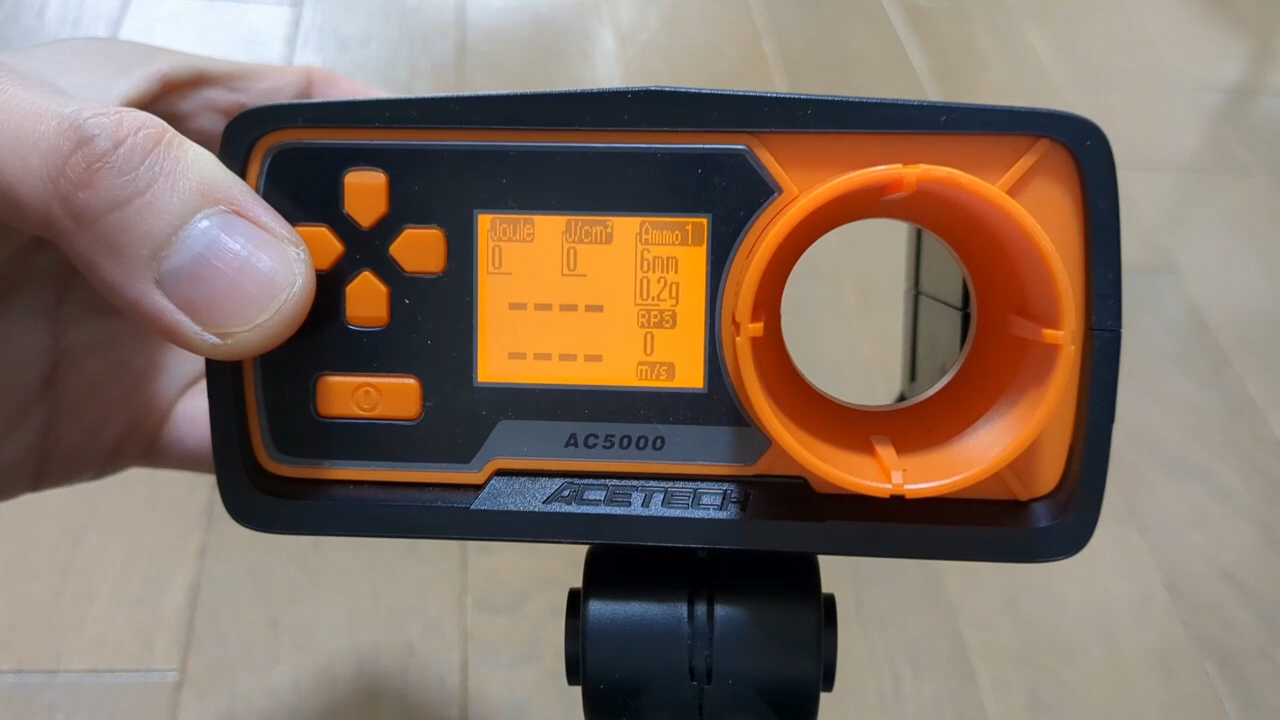 Joule J/cm² Ammo 1
0 0 6mm
0.2g
---- RPS
0
---- m/s
AC5000
ACETECH